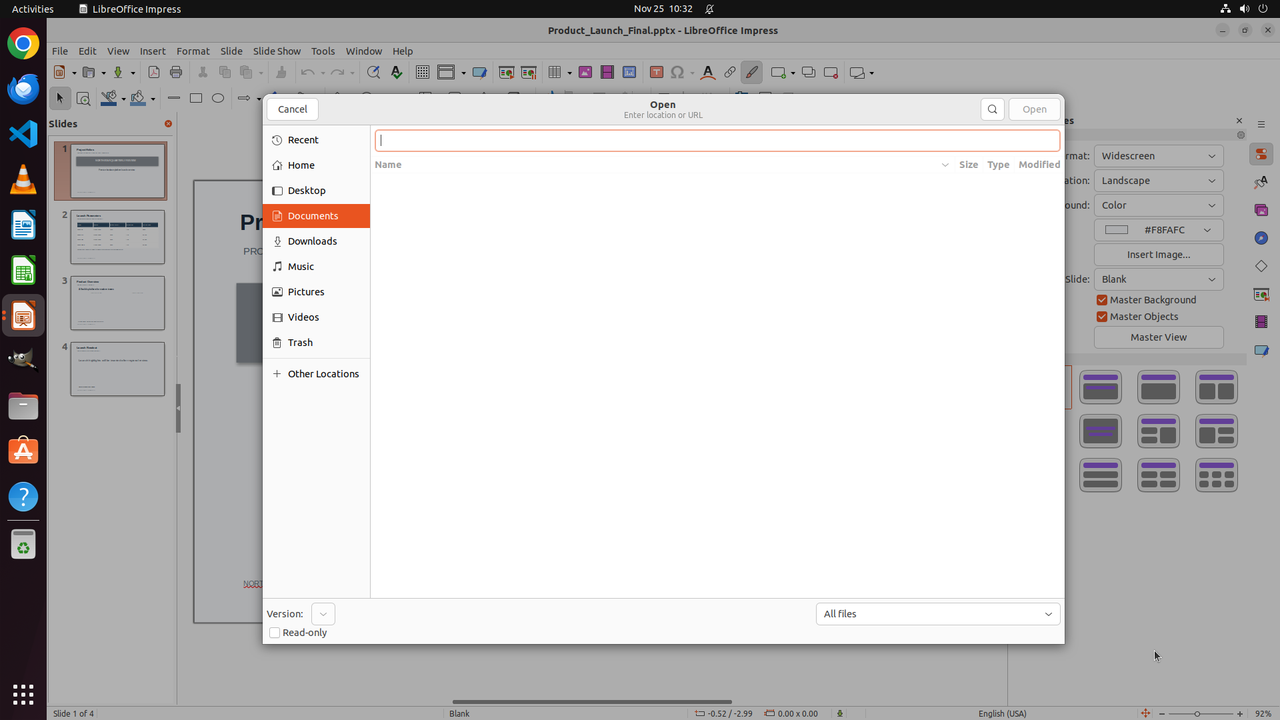 Activities
LibreOffice Impress
Nov 25 10:32
Product_Launch_Final.pptx - LibreOffice Impress
File Edit View Insert Format Slide Slide Show Tools Window Help
Slides
1
2
3
4
Cancel
Open
Enter location or URL
Open
Recent
Home
Desktop
Documents
Downloads
Music
Pictures
Videos
Trash
Other Locations
Name Size Type Modified
Version:
All files
Read-only
Widescreen
Landscape
Color
#F8FAFC
Insert Image...
Slide: Blank
Master Background
Master Objects
Master View
Slide 1 of 4
Blank
-0.52 / -2.99
0.00 x 0.00
English (USA)
92%